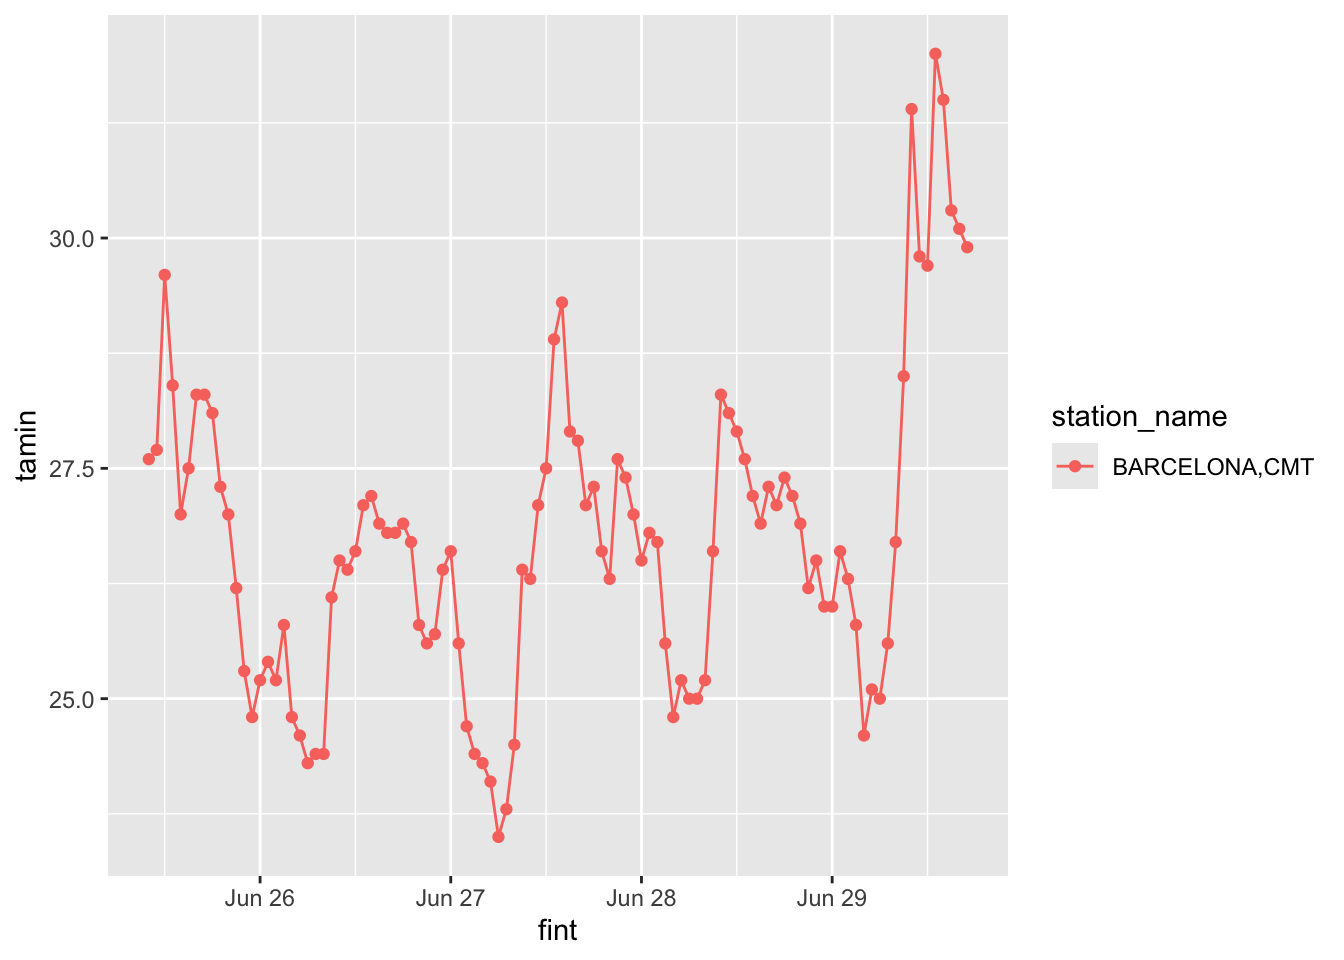 30.0
27.5
25.0
tamin
Jun 26
Jun 27
Jun 28
Jun 29
fint
station_name
BARCELONA,CMT